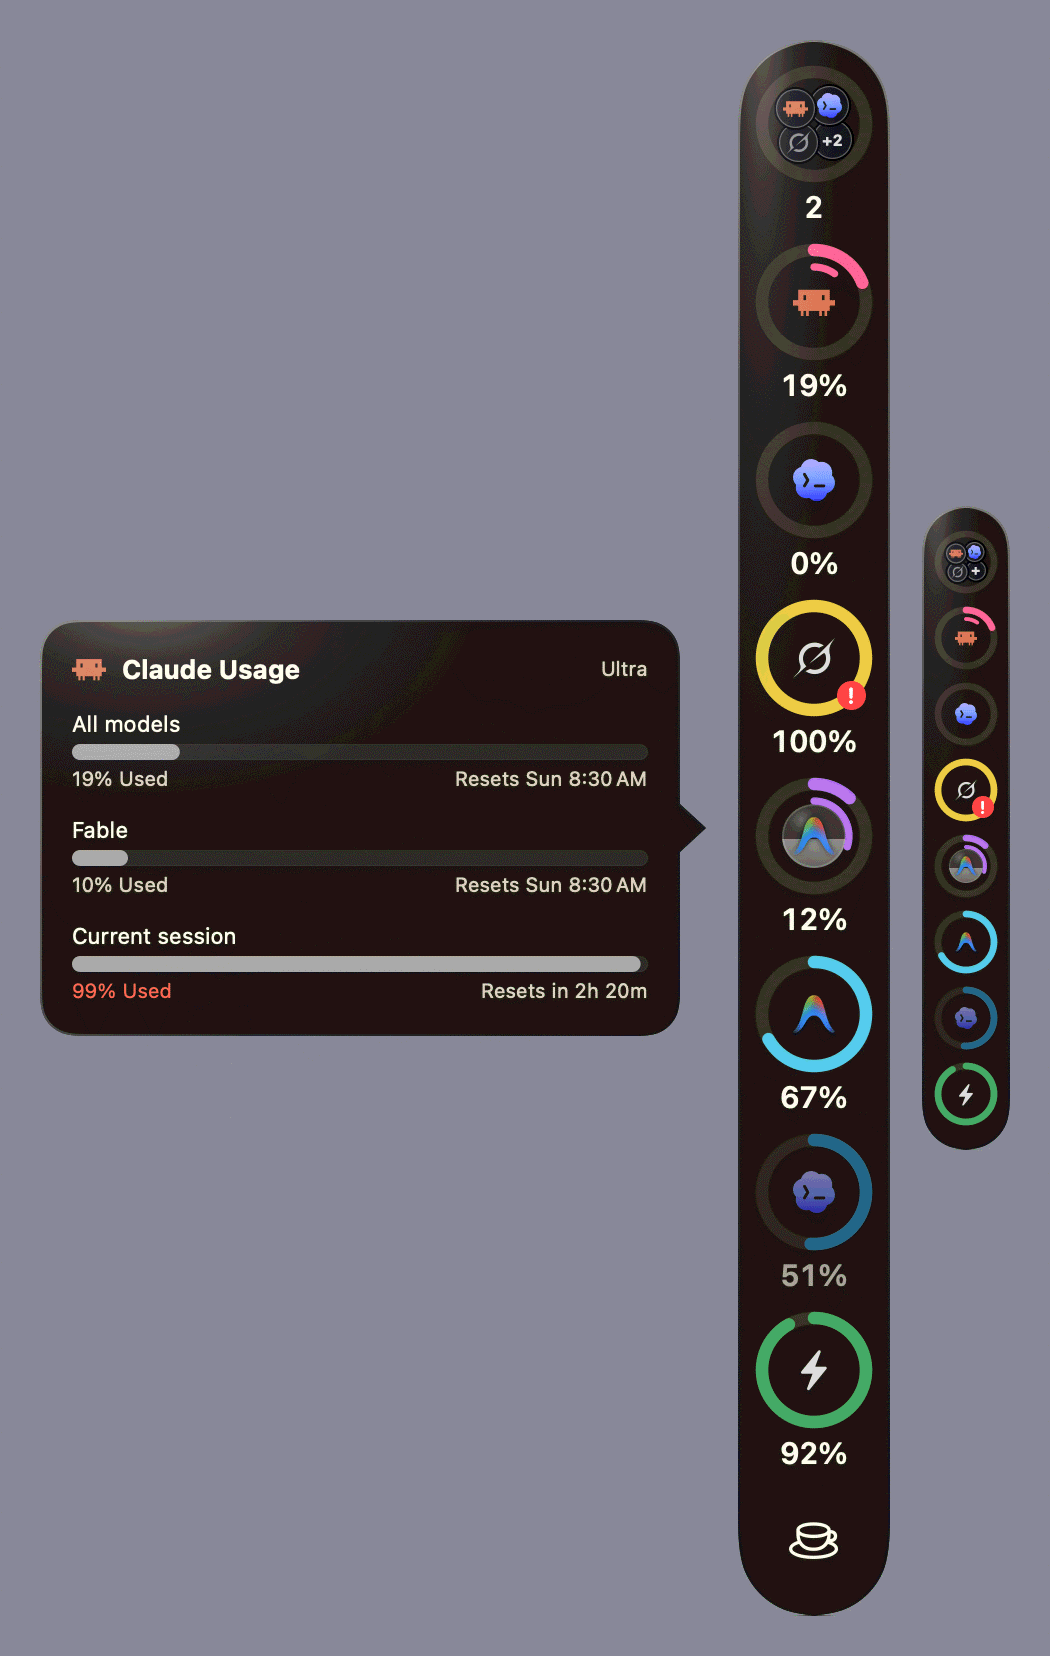 +2
2
19%
0%
!
100%
12%
67%
51%
92%
Claude Usage
Ultra
All models
19% Used
Resets Sun 8:30 AM
Fable
10% Used
Resets Sun 8:30 AM
Current session
99% Used
Resets in 2h 20m
+
!